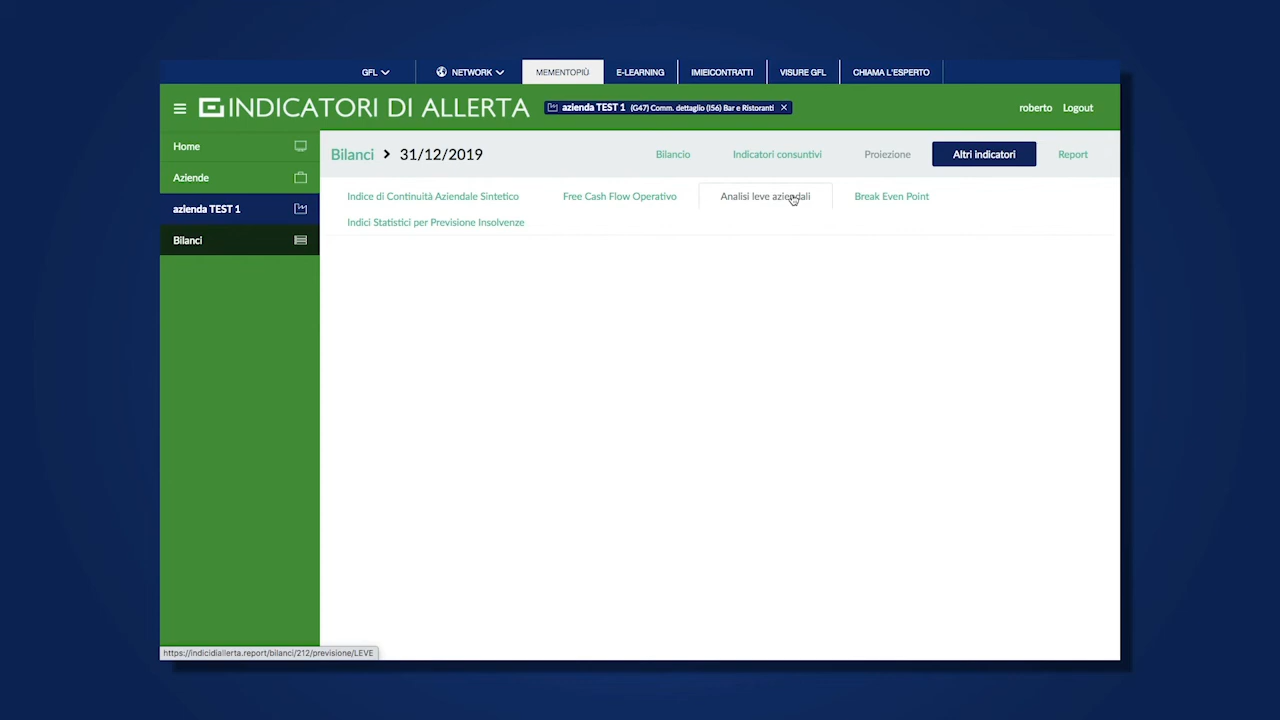 GFL NETWORK MEMENTOPIÙ E-LEARNING IMIEICONTRATTI VISURE GFL CHIAMA L'ESPERTO
INDICATORI DI ALLERTA azienda TEST 1 (G47) Comm. dettaglio (I56) Bar e Ristoranti × roberto Logout
Home
Aziende
azienda TEST 1
Bilanci
Bilanci > 31/12/2019 Bilancio Indicatori consuntivi Proiezione Altri indicatori Report
Indice di Continuità Aziendale Sintetico Free Cash Flow Operativo Analisi leve aziendali Break Even Point
Indici Statistici per Previsione Insolvenze
https://indicidiallerta.report/bilanci/212/previsione/LEVE